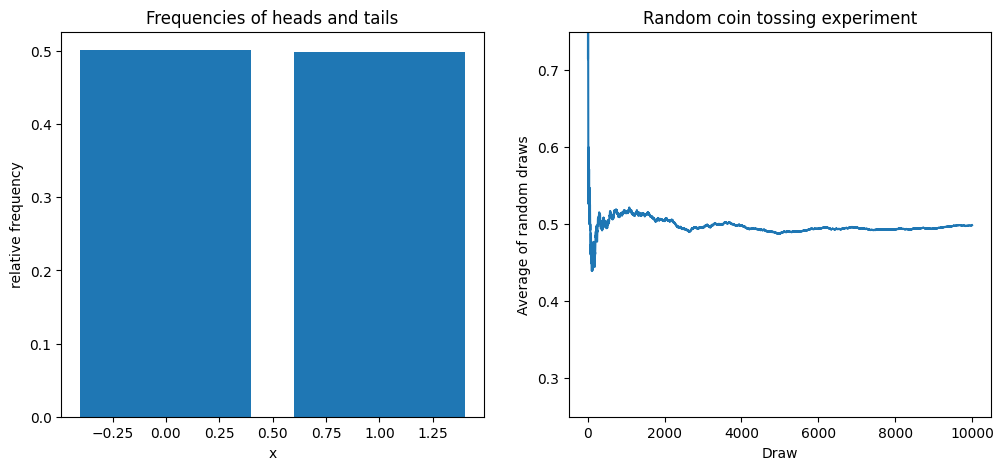 Frequencies of heads and tails
relative frequency
0.5
0.4
0.3
0.2
0.1
0.0
−0.25 0.00 0.25 0.50 0.75 1.00 1.25
x
Random coin tossing experiment
Average of random draws
0.7
0.6
0.5
0.4
0.3
0 2000 4000 6000 8000 10000
Draw